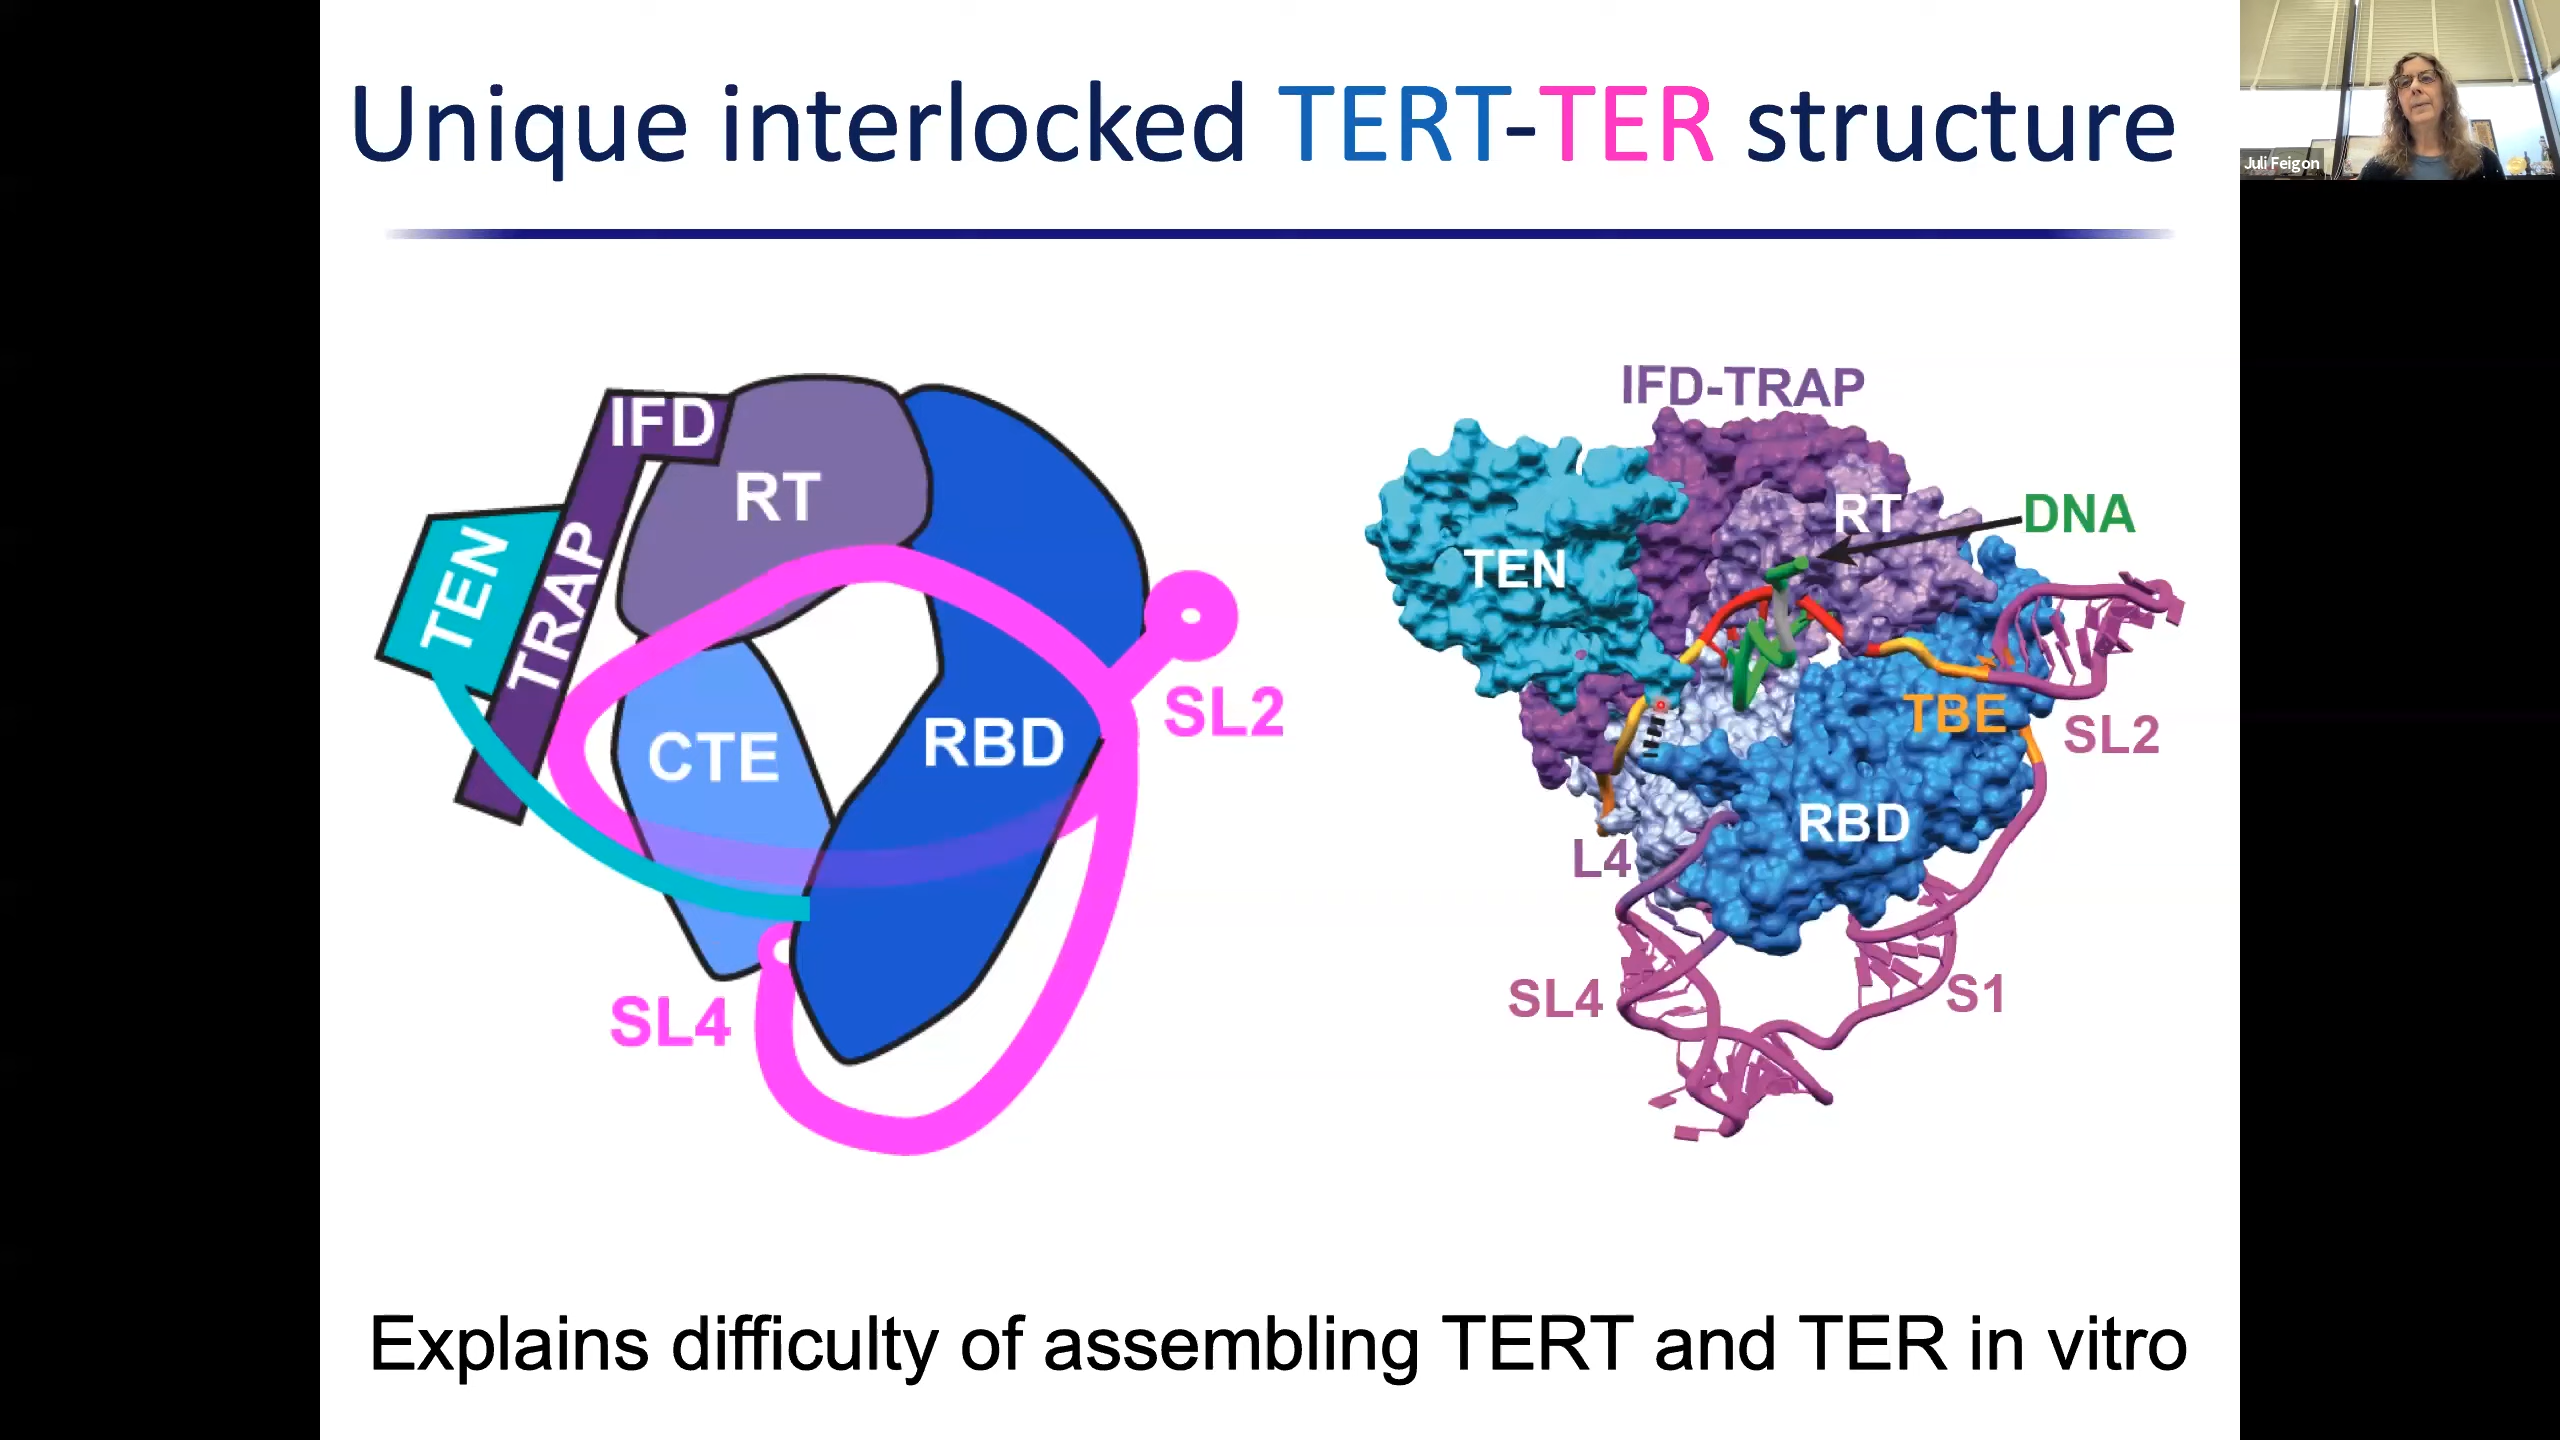 Unique interlocked TERT-TER structure
Juli Feigon
IFD
RT
TEN
TRAP
CTE
RBD
SL2
SL4
IFD-TRAP
RT
DNA
TEN
TBE
SL2
RBD
L4
SL4
S1
Explains difficulty of assembling TERT and TER in vitro